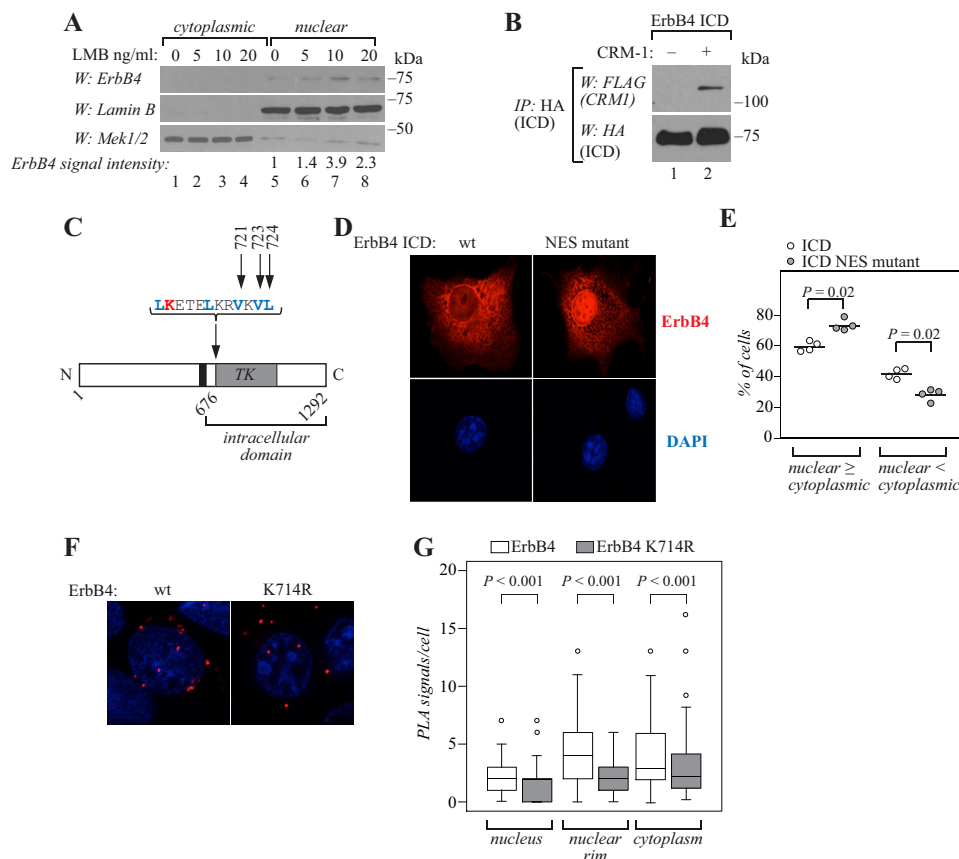 A
cytoplasmic nuclear
LMB ng/ml: 0 5 10 20 0 5 10 20 kDa
W: ErbB4 –75
W: Lamin B –75
W: Mek1/2 –50
ErbB4 signal intensity: 1 1.4 3.9 2.3
1 2 3 4 5 6 7 8
B
ErbB4 ICD
CRM-1: – + kDa
IP: HA (ICD)
W: FLAG (CRM1) –100
W: HA (ICD) –75
1 2
C
721 723 724
LKETELKRVKVL
N TK C
1 676 1292
intracellular
domain
D
ErbB4 ICD: wt NES mutant
ErbB4
DAPI
E
ICD
ICD NES mutant
P = 0.02
P = 0.02
% of cells
80
60
40
20
0
nuclear ≥ nuclear <
cytoplasmic cytoplasmic
F
ErbB4: wt K714R
G
ErbB4 ErbB4 K714R
P < 0.001 P < 0.001 P < 0.001
PLA signals/cell
20
15
10
5
0
nucleus nuclear cytoplasm
rim